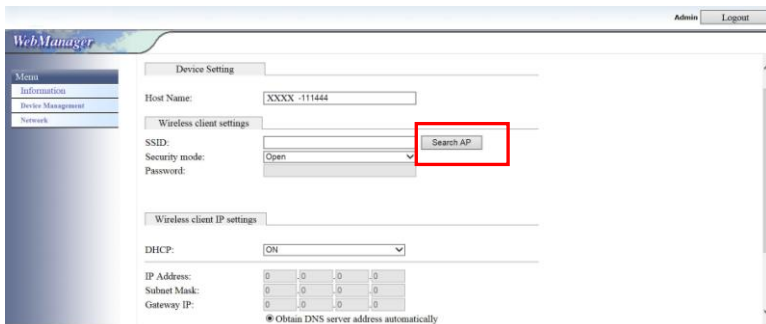 Admin Logout
WebManager
Menu
Information
Device Management
Network
Device Setting
Host Name: XXXX -111444
Wireless client settings
SSID: Search AP
Security mode: Open
Password:
Wireless client IP settings
DHCP: ON
IP Address: 0 .0 .0 .0
Subnet Mask: 0 .0 .0 .0
Gateway IP: 0 .0 .0 .0
Obtain DNS server address automatically